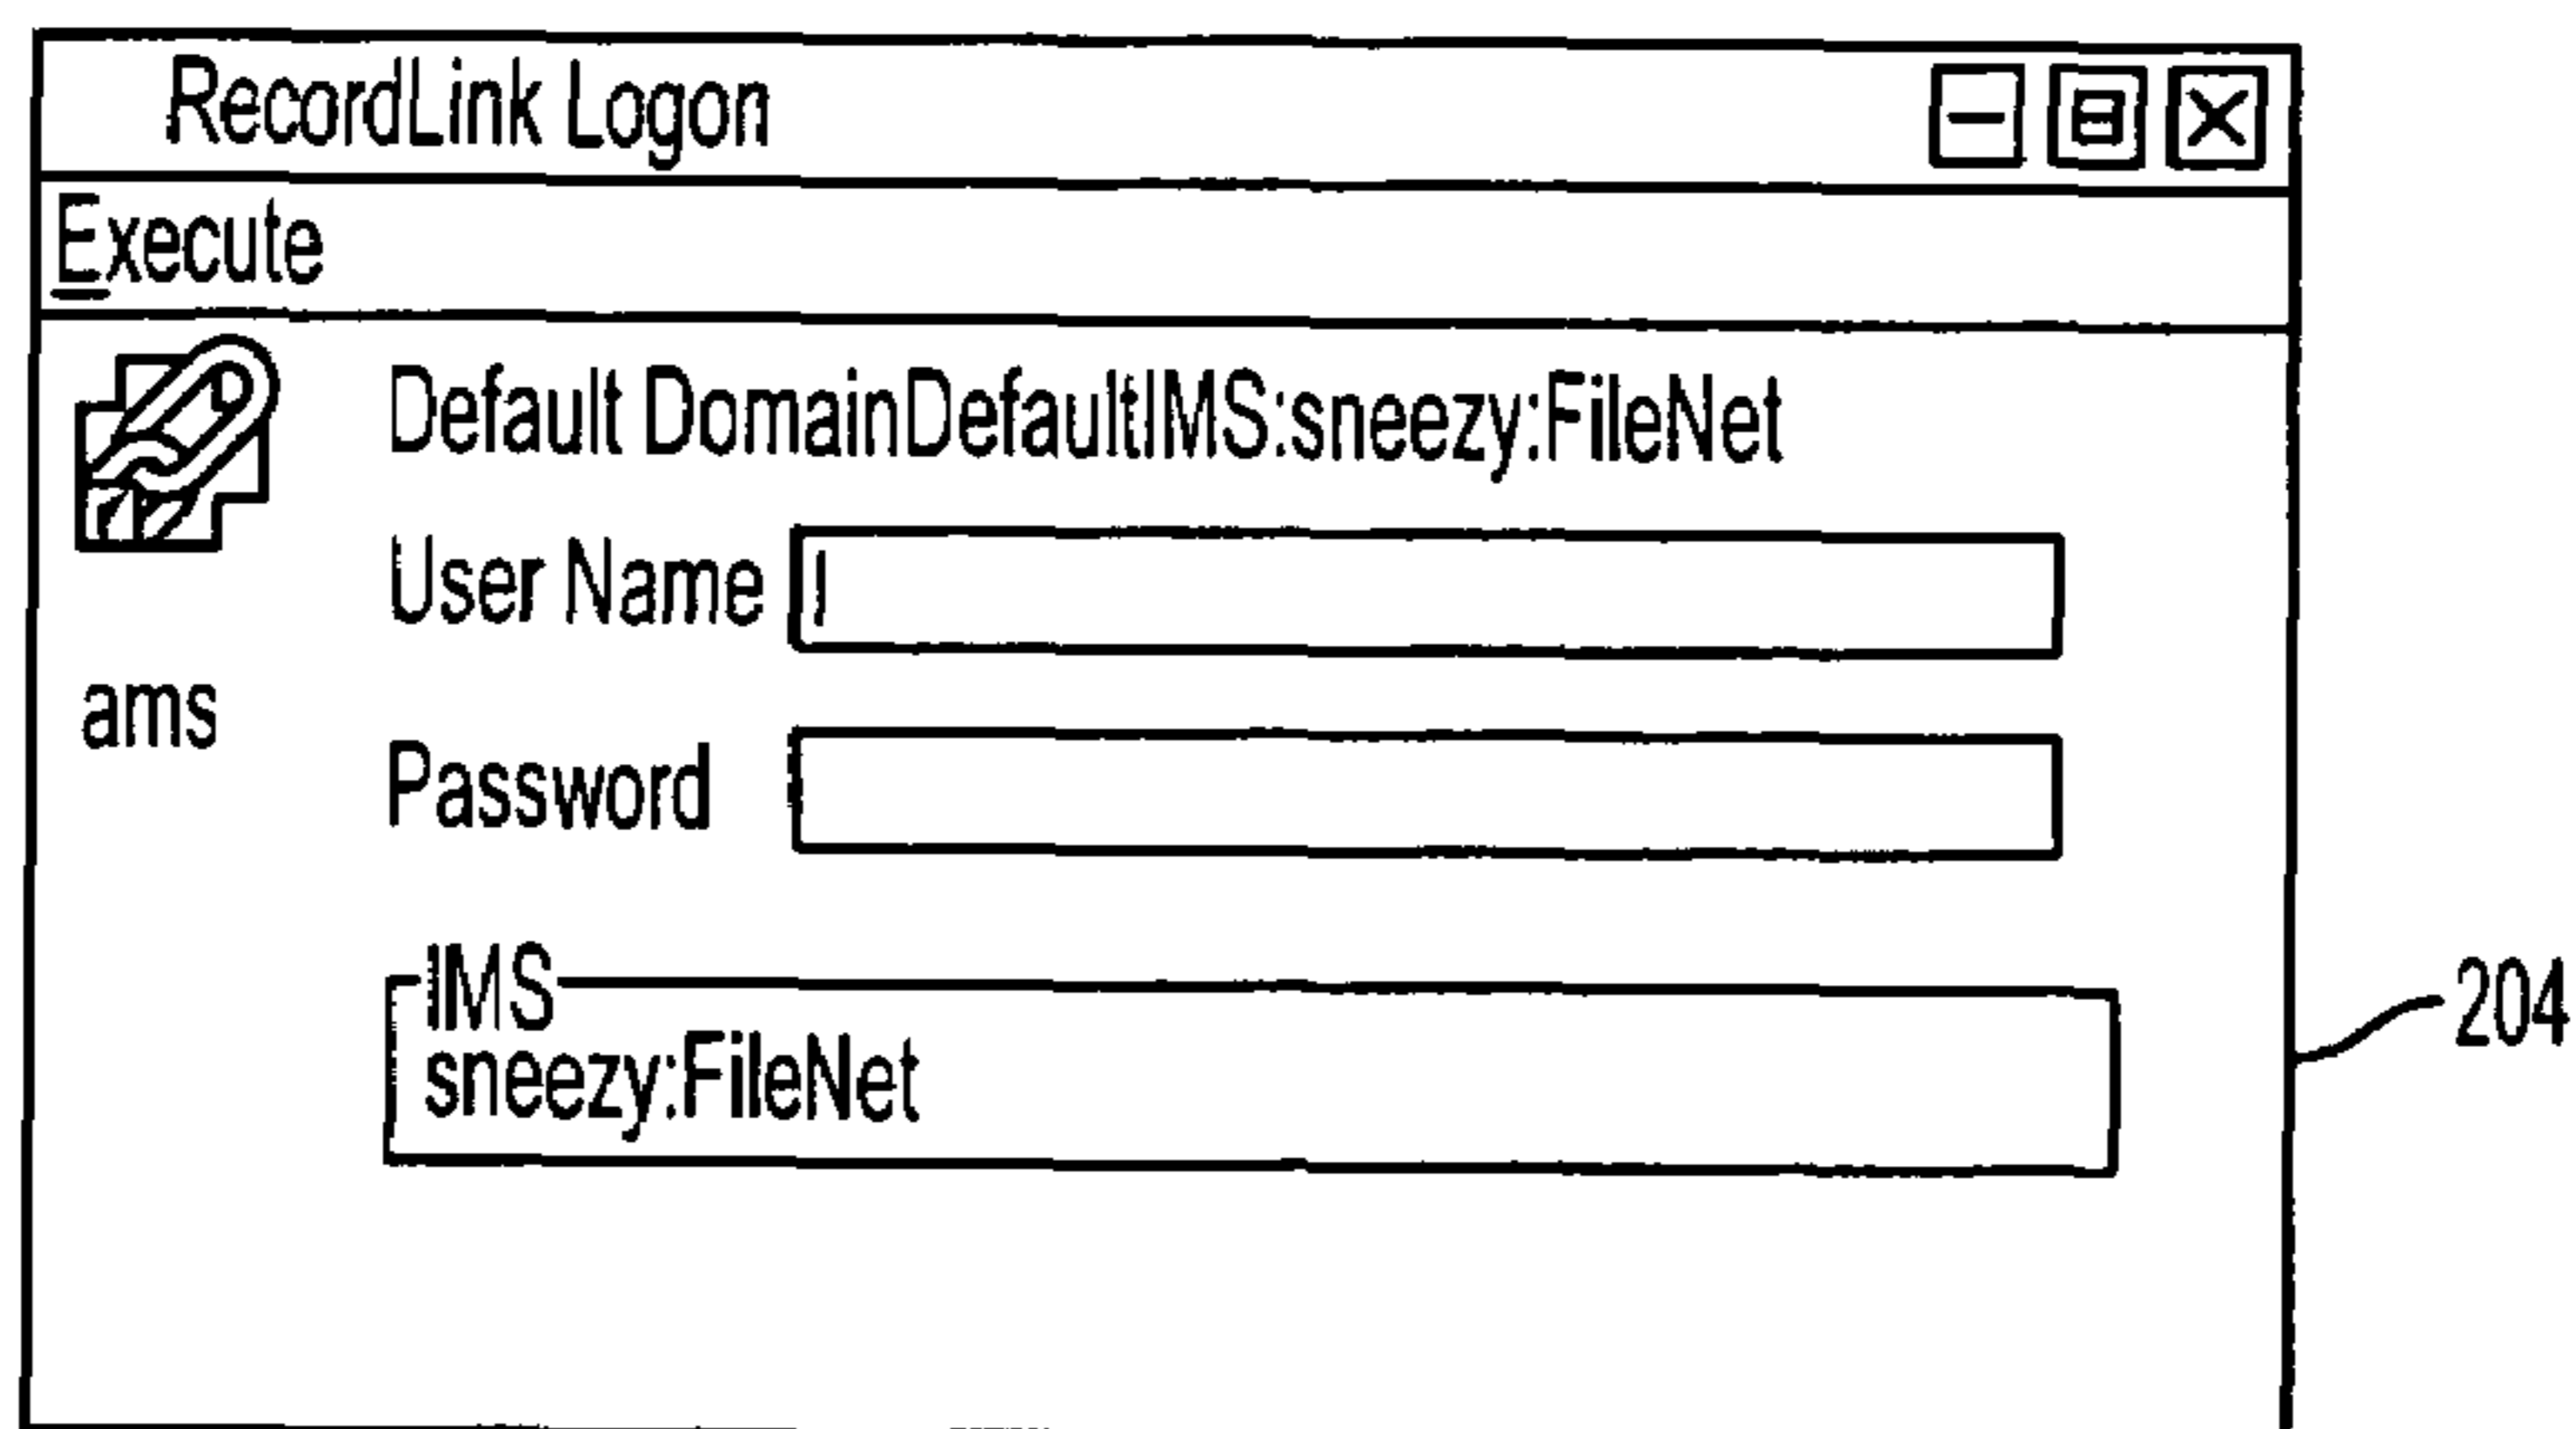 RecordLink Logon
Execute
Default DomainDefaultIMS:sneezy:FileNet
User Name
ams
Password
IMS
sneezy:FileNet
204